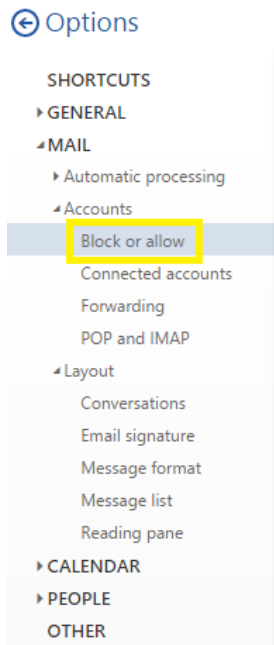 Options
SHORTCUTS
GENERAL
MAIL
Automatic processing
Accounts
Block or allow
Connected accounts
Forwarding
POP and IMAP
Layout
Conversations
Email signature
Message format
Message list
Reading pane
CALENDAR
PEOPLE
OTHER